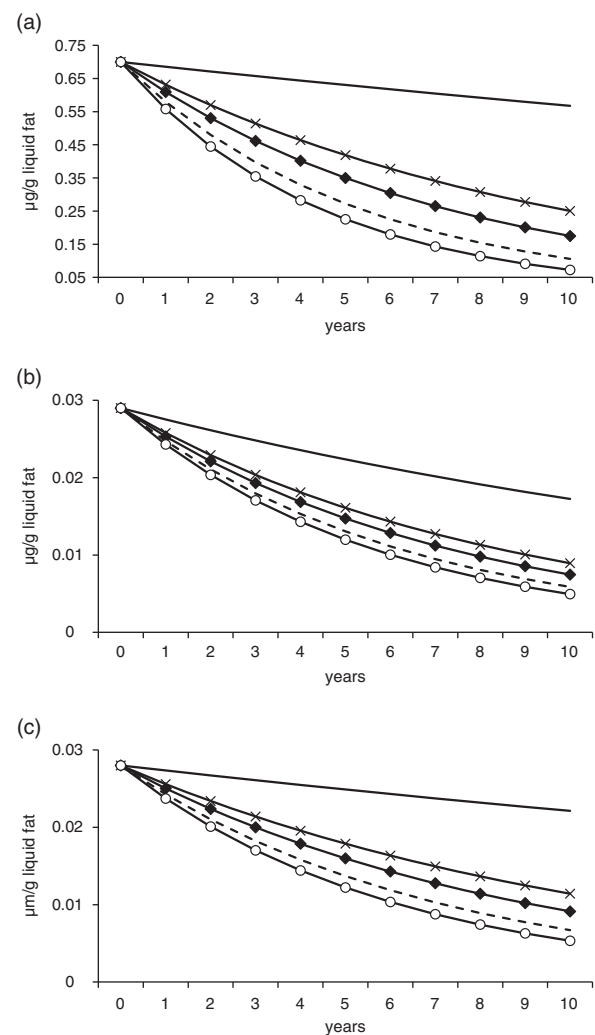 (a)
0.75
0.65
0.55
0.45
0.35
0.25
0.15
0.05
µg/g liquid fat
0 1 2 3 4 5 6 7 8 9 10
years
(b)
0.03
0.02
0.01
0
µg/g liquid fat
0 1 2 3 4 5 6 7 8 9 10
years
(c)
0.03
0.02
0.01
0
µm/g liquid fat
0 1 2 3 4 5 6 7 8 9 10
years